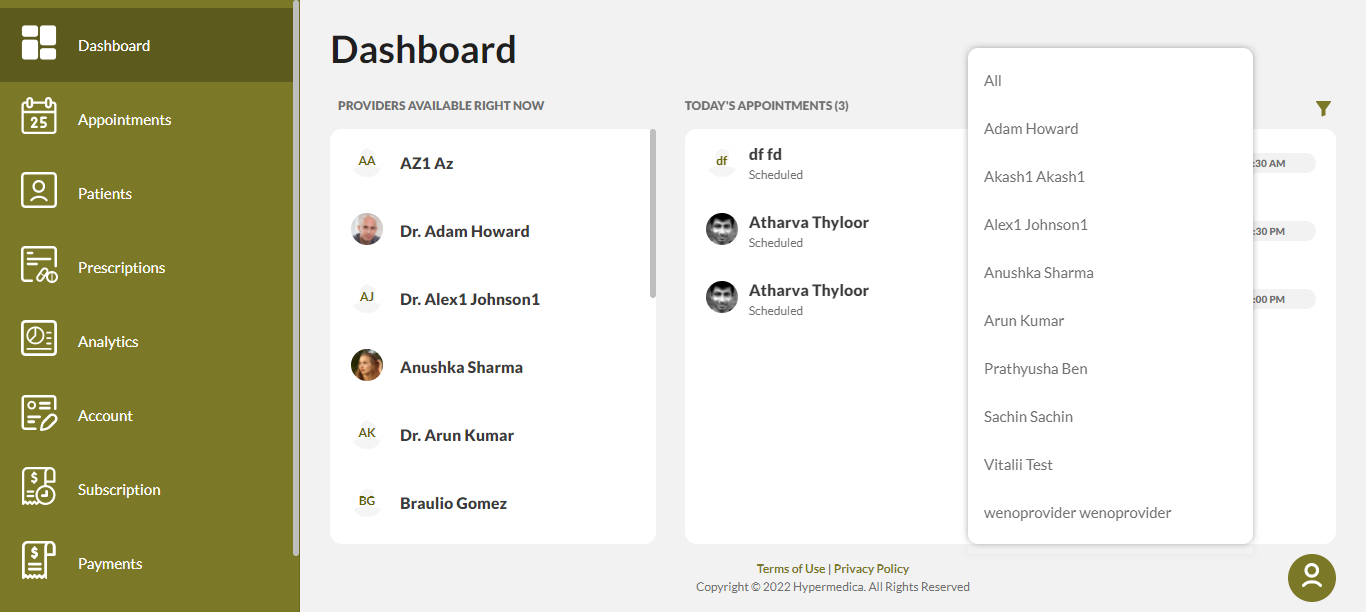 Dashboard
25
Appointments
Patients
Prescriptions
Analytics
Account
$
Subscription
$
Payments
Dashboard
PROVIDERS AVAILABLE RIGHT NOW
AA
AZ1 Az
Dr. Adam Howard
AJ
Dr. Alex1 Johnson1
Anushka Sharma
AK
Dr. Arun Kumar
BG
Braulio Gomez
TODAY'S APPOINTMENTS (3)
df
df fd
Scheduled
:30 AM
Atharva Thyloor
Scheduled
:30 PM
Atharva Thyloor
Scheduled
:00 PM
All
Adam Howard
Akash1 Akash1
Alex1 Johnson1
Anushka Sharma
Arun Kumar
Prathyusha Ben
Sachin Sachin
Vitalii Test
wenoprovider wenoprovider
Terms of Use | Privacy Policy
Copyright © 2022 Hypermedica. All Rights Reserved